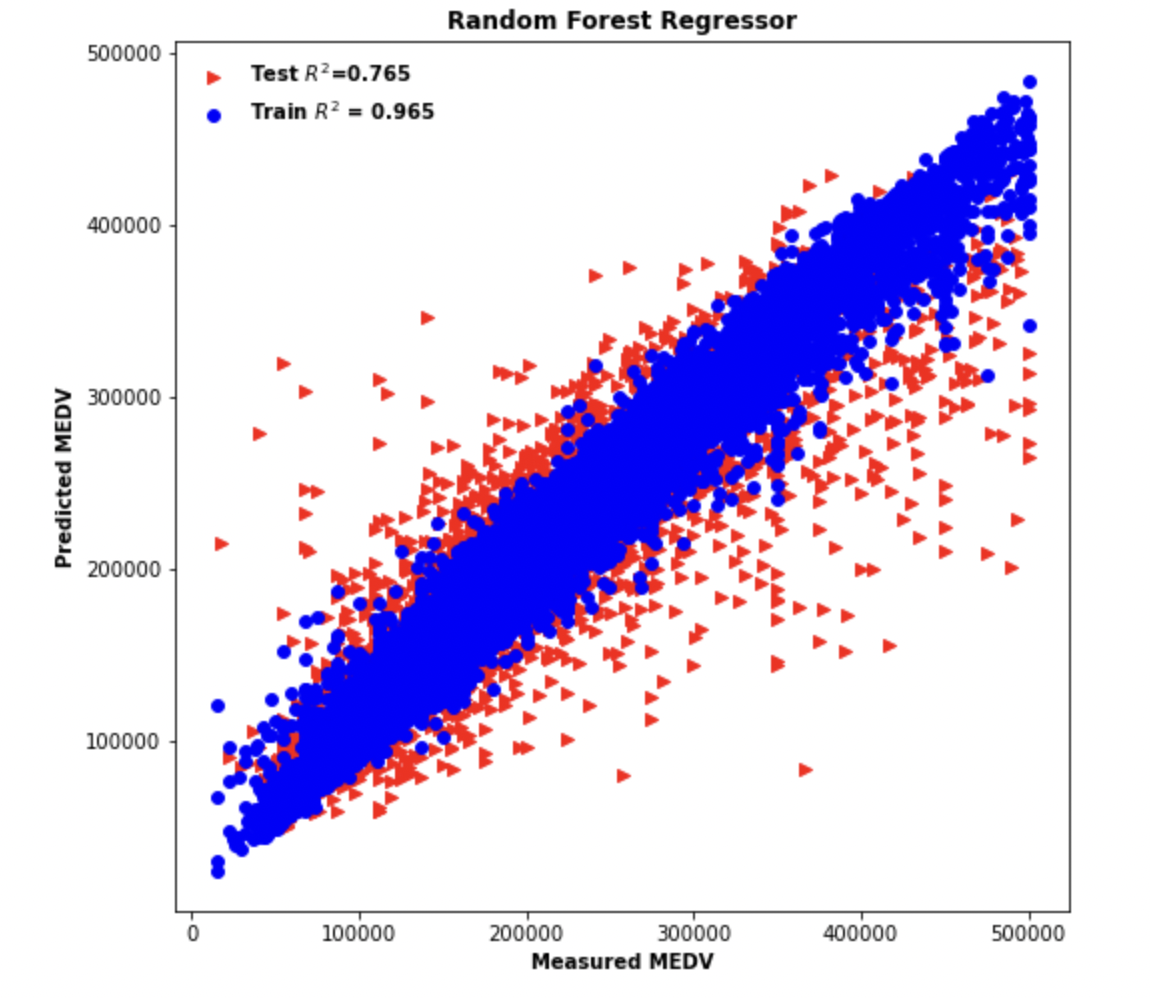 Random Forest Regressor
Test R²=0.765
Train R² = 0.965
500000
400000
300000
200000
100000
Predicted MEDV
0 100000 200000 300000 400000 500000
Measured MEDV